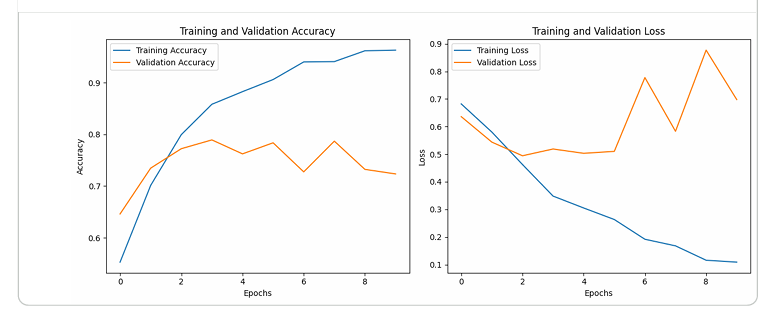 Training and Validation Accuracy
Training Accuracy
Validation Accuracy
0.9
0.8
0.7
0.6
Accuracy
0 2 4 6 8
Epochs
Training and Validation Loss
Training Loss
Validation Loss
0.9
0.8
0.7
0.6
0.5
0.4
0.3
0.2
0.1
Loss
0 2 4 6 8
Epochs